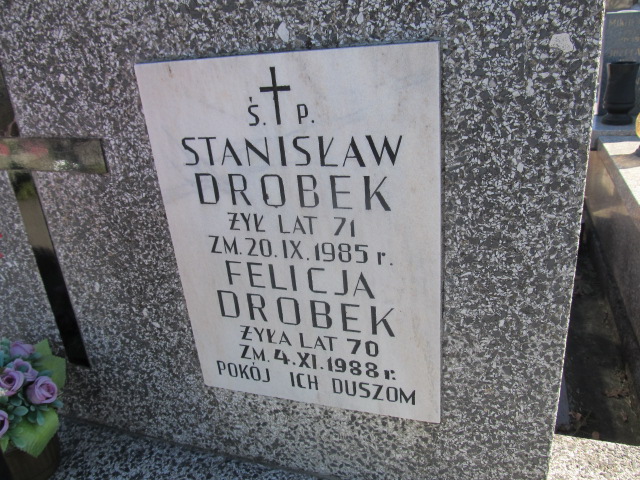 Ś. P.
STANISŁAW
DROBEK
ŻYŁ LAT 71
ZM. 20.IX.1985 r.
FELICJA
DROBEK
ŻYŁA LAT 70
ZM. 4.XI.1988 r.
POKÓJ ICH DUSZOM